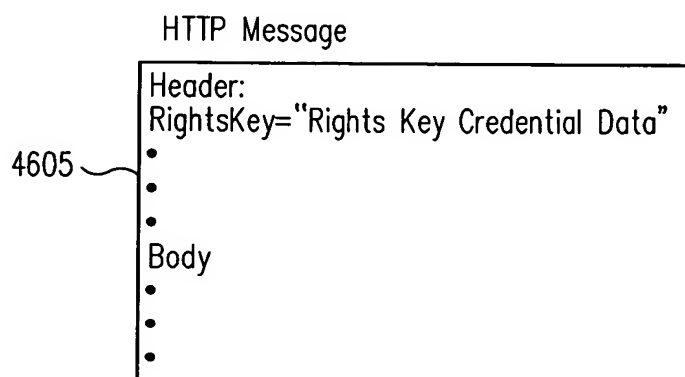 HTTP Message
Header:
RightsKey="Rights Key Credential Data"
4605
•
•
•
Body
•
•
•